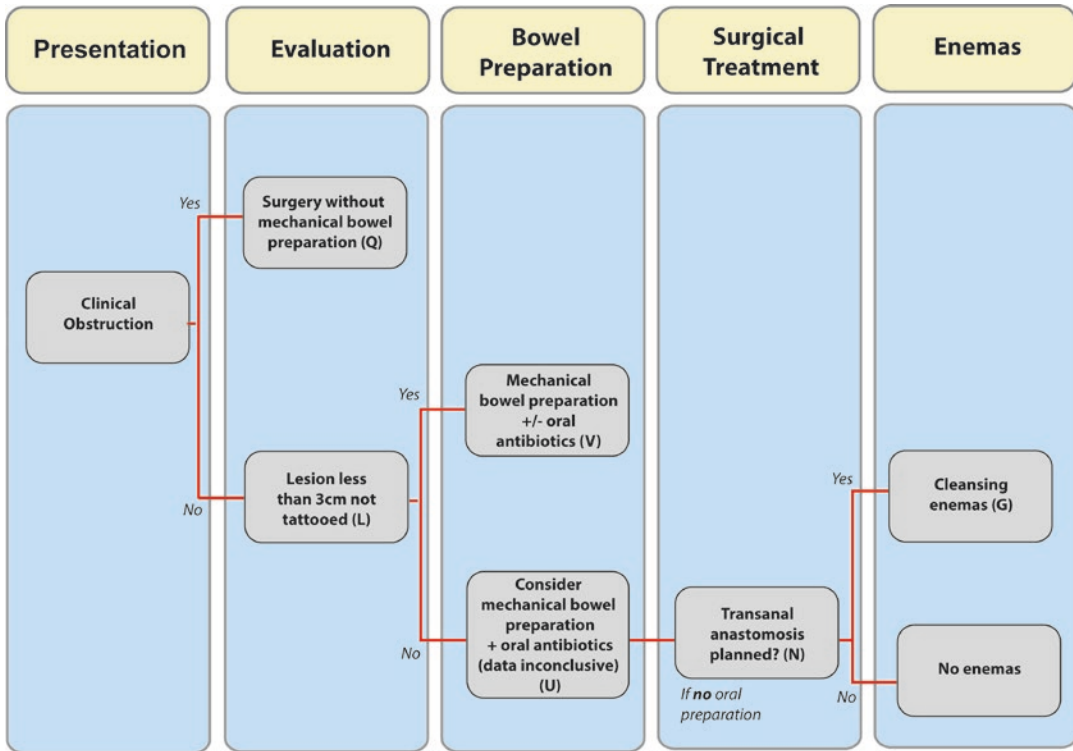 Presentation
Evaluation
Bowel
Preparation
Surgical
Treatment
Enemas
Clinical
Obstruction
Yes
No
Surgery without
mechanical bowel
preparation (Q)
Lesion less
than 3cm not
tattooed (L)
Yes
No
Mechanical
bowel preparation
+/- oral
antibiotics (V)
Consider
mechanical bowel
preparation
+ oral antibiotics
(data inconclusive)
(U)
Transanal
anastomosis
planned? (N)
If no oral
preparation
Yes
No
Cleansing
enemas (G)
No enemas